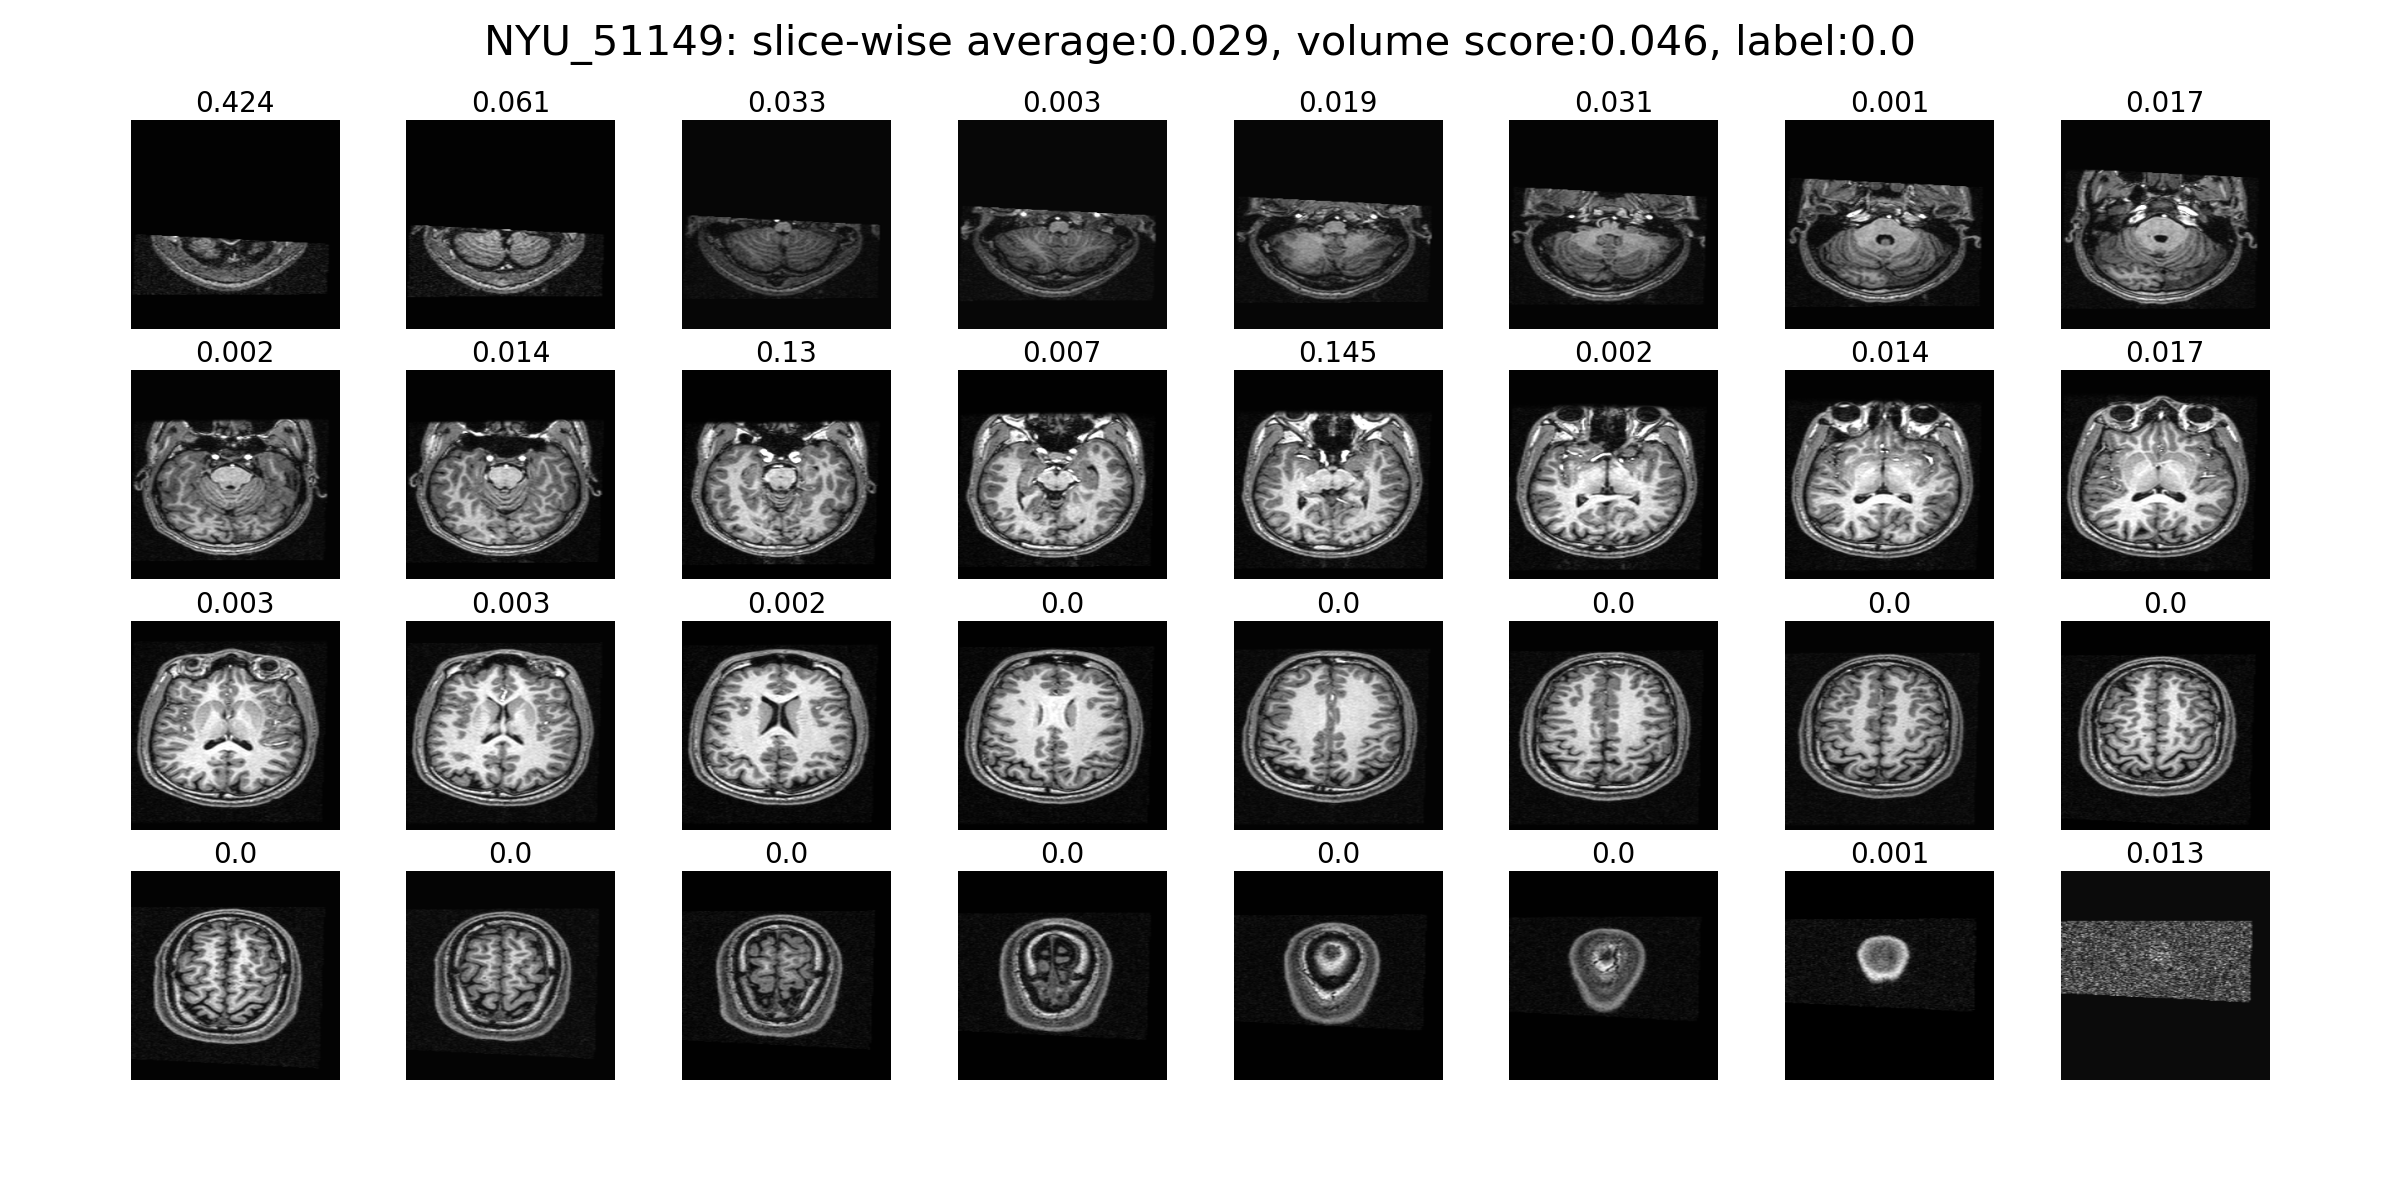 NYU_51149: slice-wise average:0.029, volume score:0.046, label:0.0
0.424 0.061 0.033 0.003 0.019 0.031 0.001 0.017
0.002 0.014 0.13 0.007 0.145 0.002 0.014 0.017
0.003 0.003 0.002 0.0 0.0 0.0 0.0 0.0
0.0 0.0 0.0 0.0 0.0 0.0 0.001 0.013